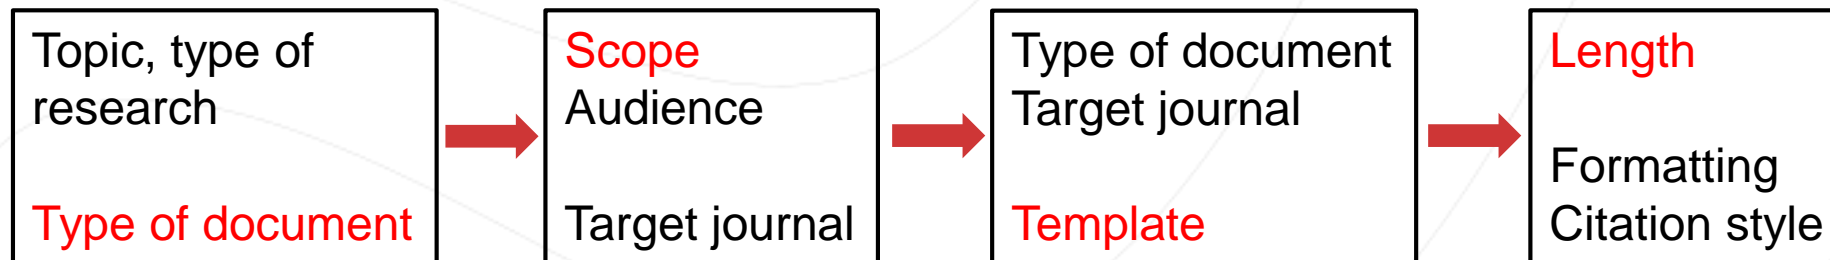 Topic, type of
research
Type of document
Scope
Audience
Target journal
Type of document
Target journal
Template
Length
Formatting
Citation style